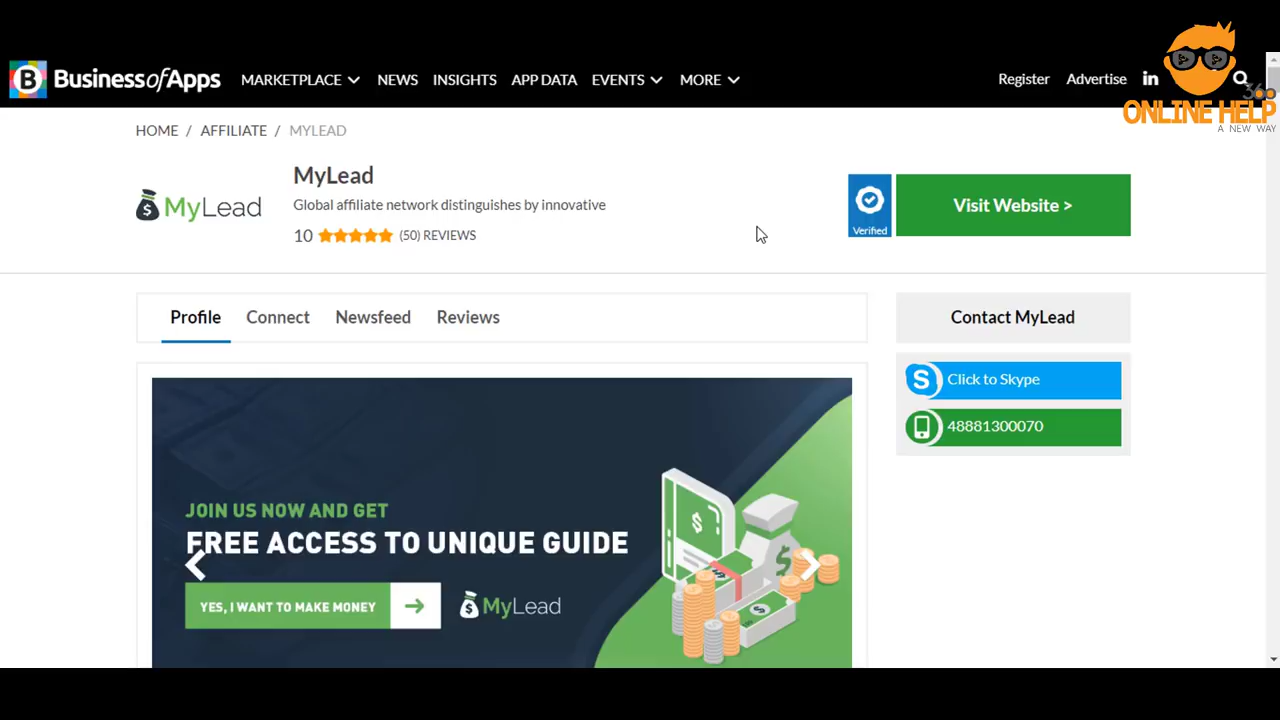 BusinessofApps MARKETPLACE NEWS INSIGHTS APP DATA EVENTS MORE Register Advertise in
360
ONLINE HELP
A NEW WAY
HOME / AFFILIATE / MYLEAD
MyLead
MyLead
Global affiliate network distinguishes by innovative
10 (50) REVIEWS
Verified
Visit Website >
Profile Connect Newsfeed Reviews
Contact MyLead
Click to Skype
48881300070
JOIN US NOW AND GET
FREE ACCESS TO UNIQUE GUIDE
YES, I WANT TO MAKE MONEY
MyLead